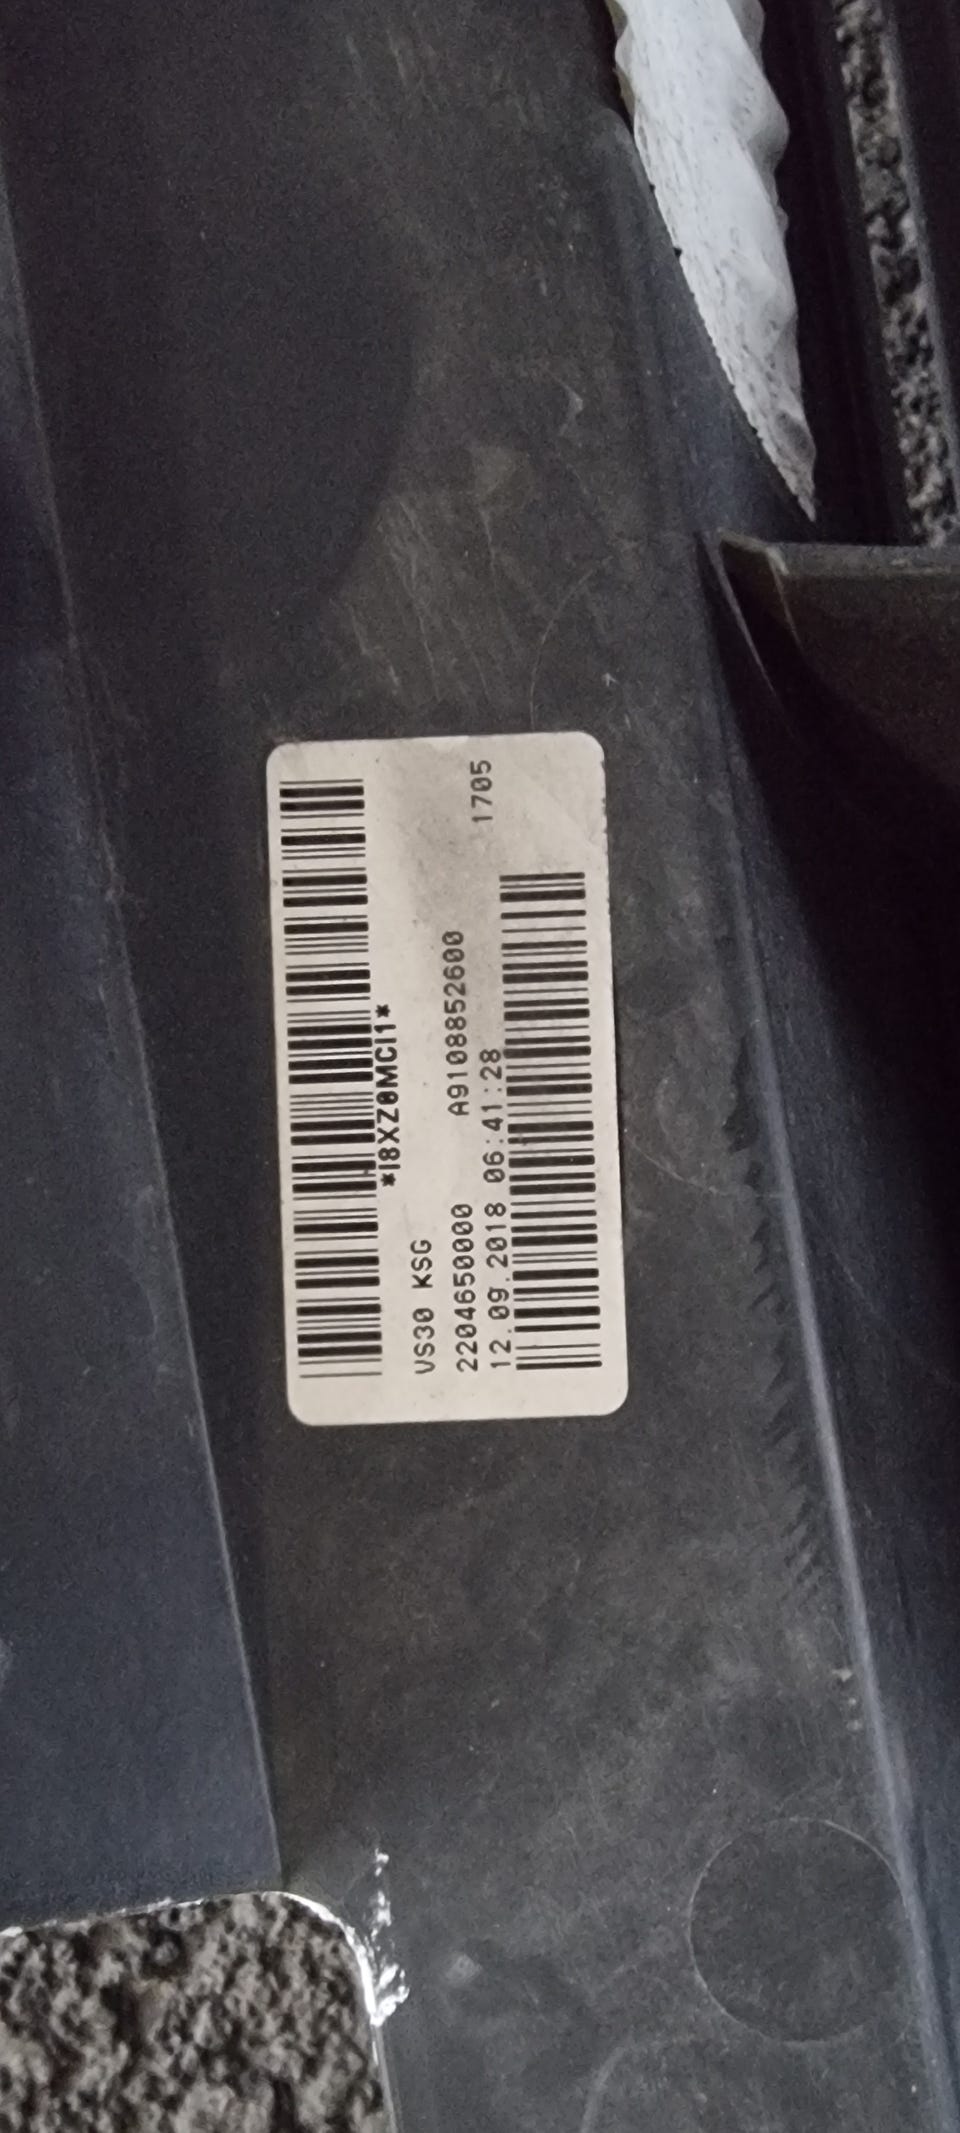 *I8XZ0MCI1*
VS30 KSG
2204650000 A9108852600
12.09.2018 06:41:28 1705